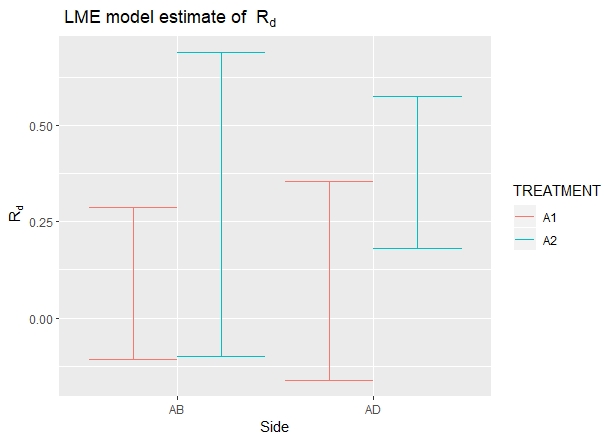 LME model estimate of R_d
R_d
0.50
0.25
0.00
AB
AD
Side
TREATMENT
A1
A2